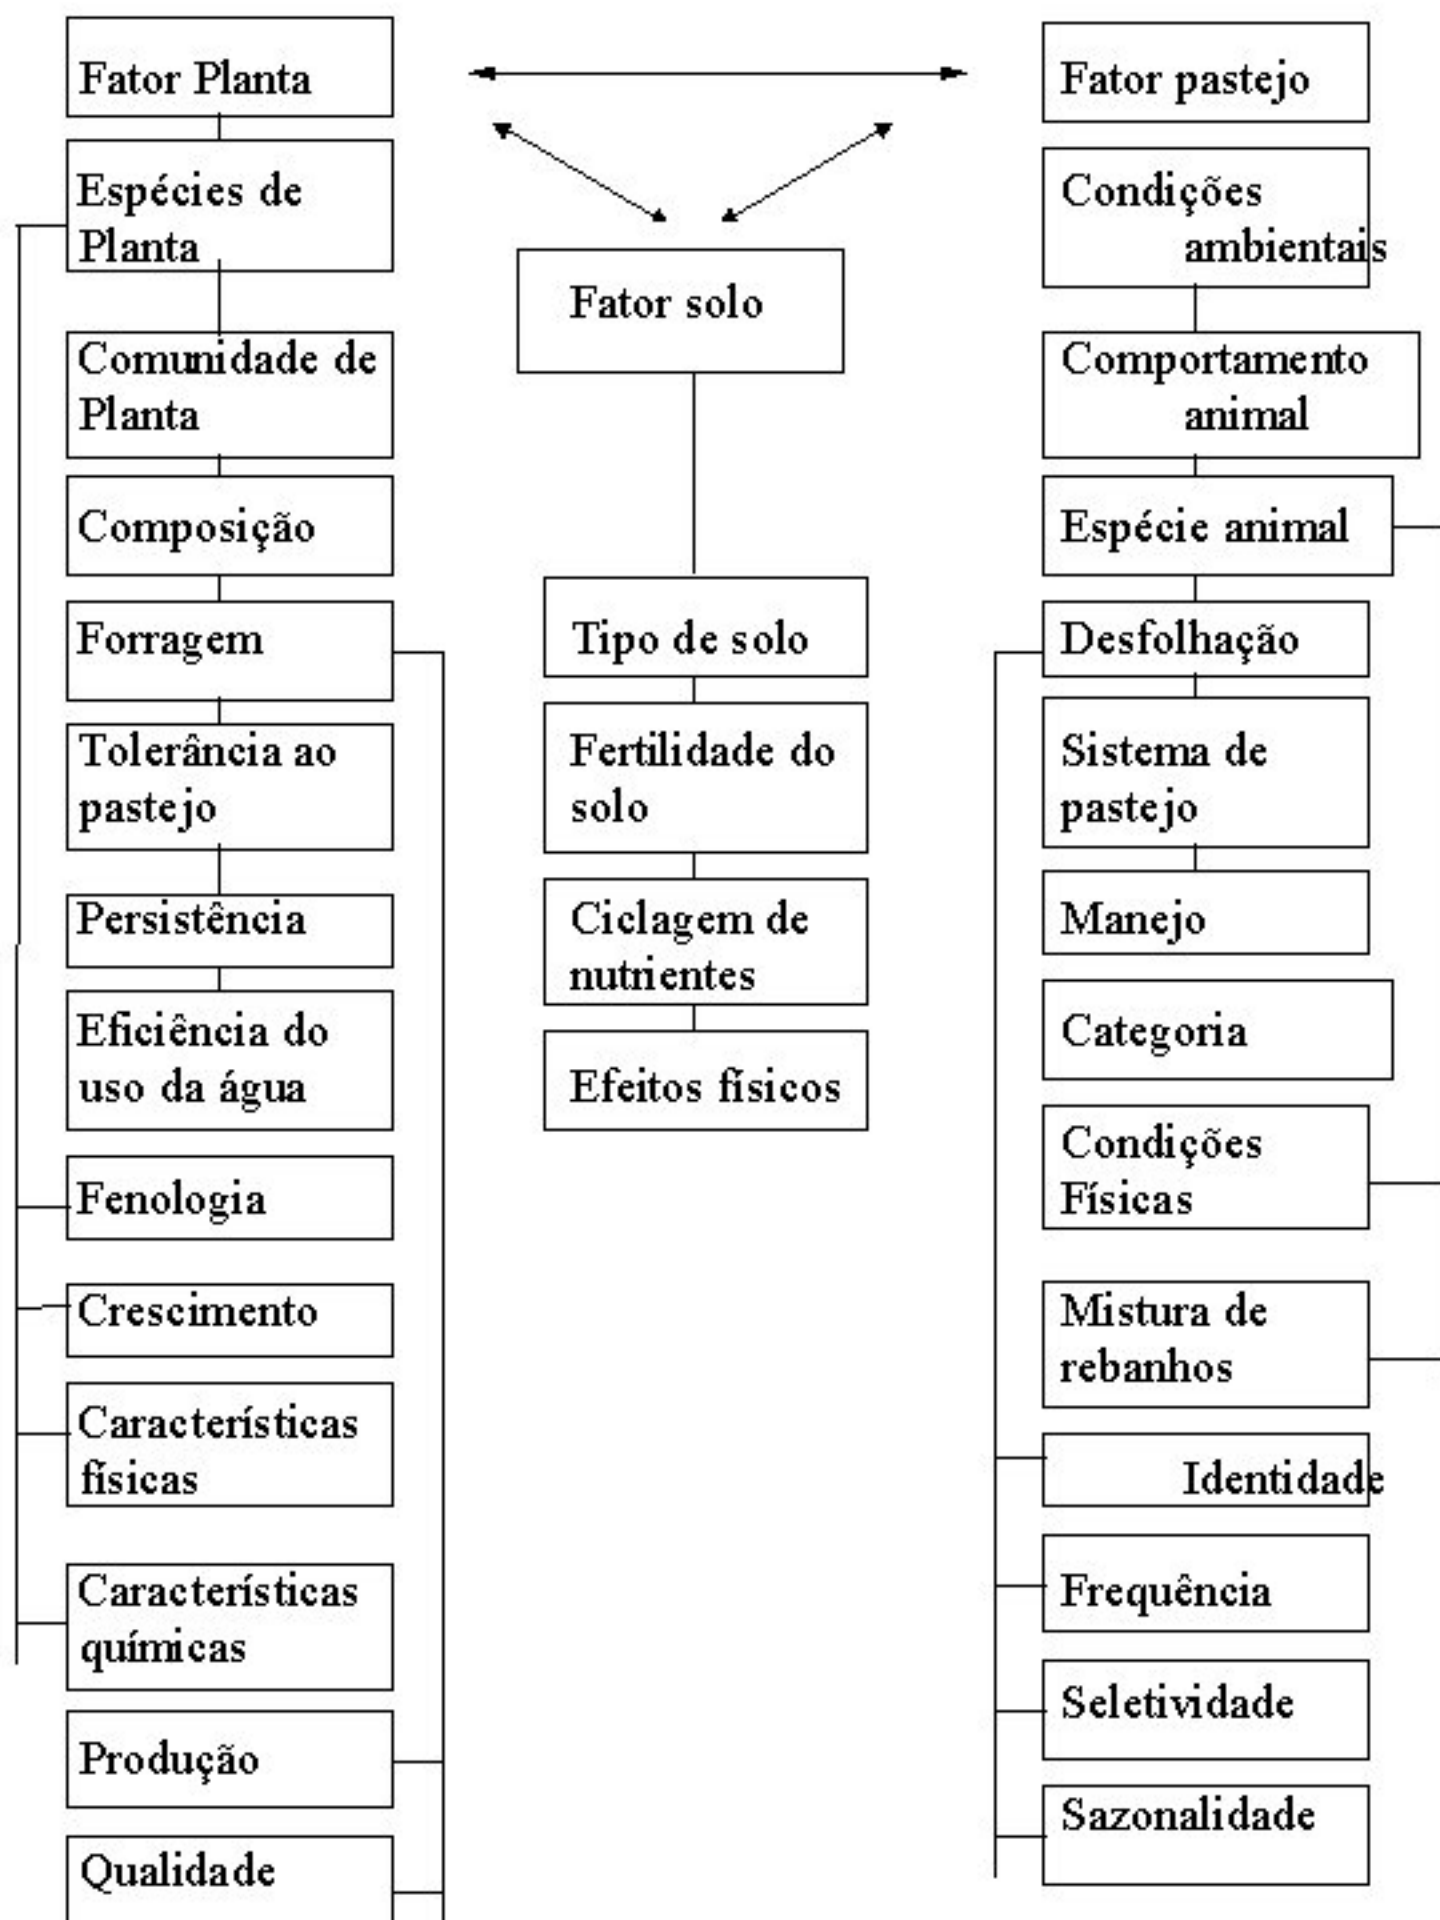 Fator Planta
Espécies de
Planta
Comunidade de
Planta
Composição
Forragem
Tolerância ao
pastejo
Persistência
Eficiência do
uso da água
Fenologia
Crescimento
Características
físicas
Características
químicas
Produção
Qualidade
Fator solo
Tipo de solo
Fertilidade do
solo
Ciclagem de
nutrientes
Efeitos físicos
Fator pastejo
Condições
ambientais
Comportamento
animal
Espécie animal
Desfolhação
Sistema de
pastejo
Manejo
Categoria
Condições
Físicas
Mistura de
rebanhos
Identidade
Frequência
Seletividade
Sazonalidade